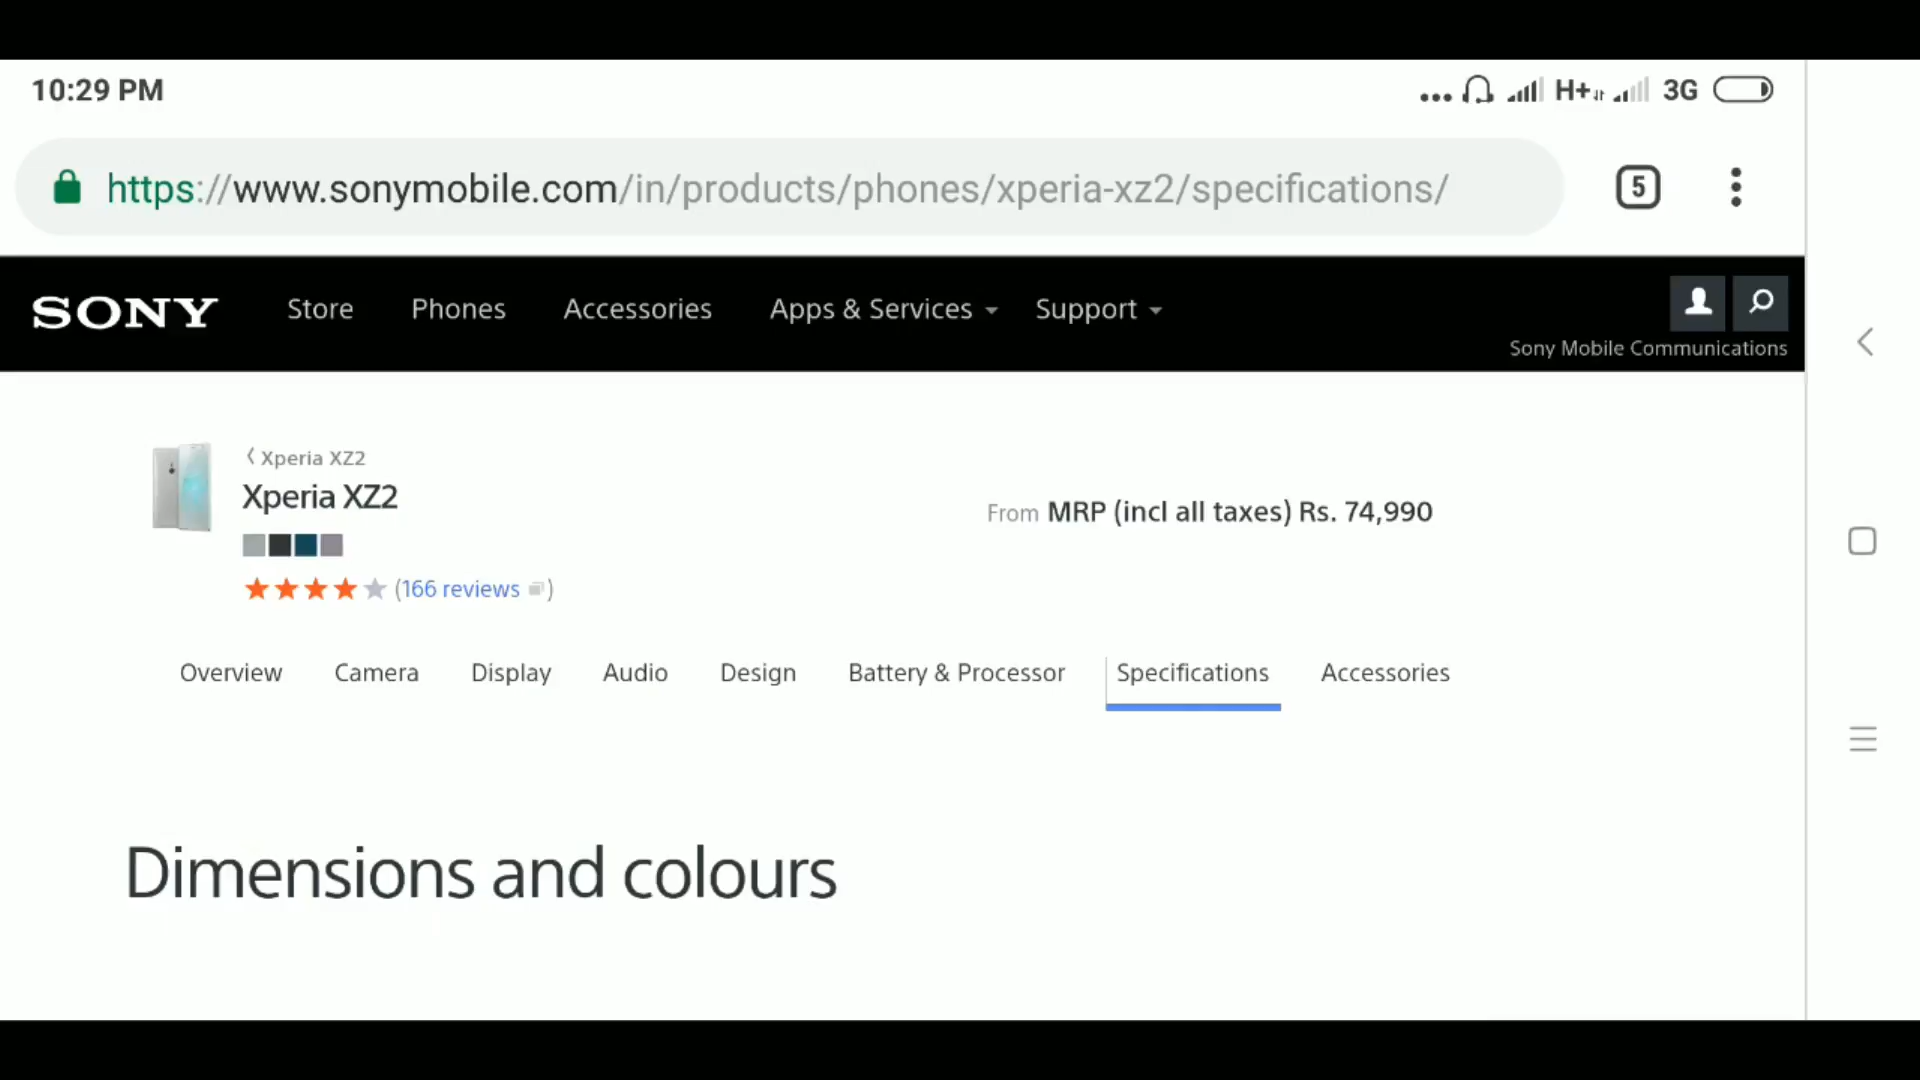 10:29 PM
... H+ 3G
https://www.sonymobile.com/in/products/phones/xperia-xz2/specifications/
5
SONY Store Phones Accessories Apps & Services Support
Sony Mobile Communications
Xperia XZ2
Xperia XZ2
From MRP (incl all taxes) Rs. 74,990
(166 reviews)
Overview Camera Display Audio Design Battery & Processor Specifications Accessories
Dimensions and colours